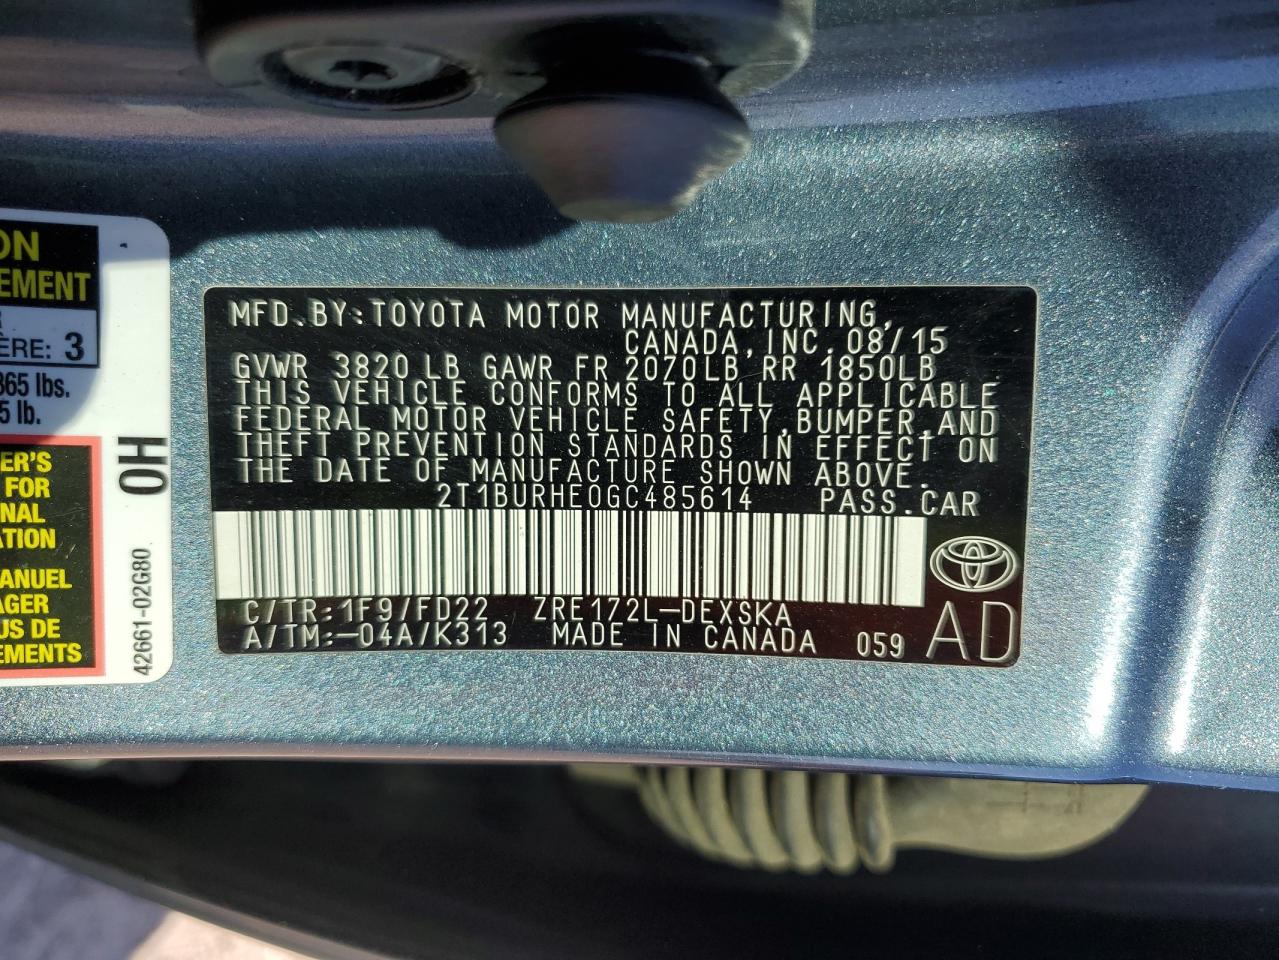 ON
EMENT
R
ÈRE: 3
865 lbs.
5 lb.
ER'S
FOR
NAL
TION
ANUEL
AGER
US DE
EMENTS
OH
42661-02G80
MFD.BY:TOYOTA MOTOR MANUFACTURING,
CANADA,INC.08/15
GVWR 3820 LB GAWR FR 2070LB RR 1850LB
THIS VEHICLE CONFORMS TO ALL APPLICABLE
FEDERAL MOTOR VEHICLE SAFETY,BUMPER,AND
THEFT PREVENTION STANDARDS IN EFFECT ON
THE DATE OF MANUFACTURE SHOWN ABOVE.
2T1BURHE0GC485614 PASS.CAR
C/TR:1F9/FD22 ZRE172L-DEXSKA
A/TM:-04A/K313 MADE IN CANADA 059 AD